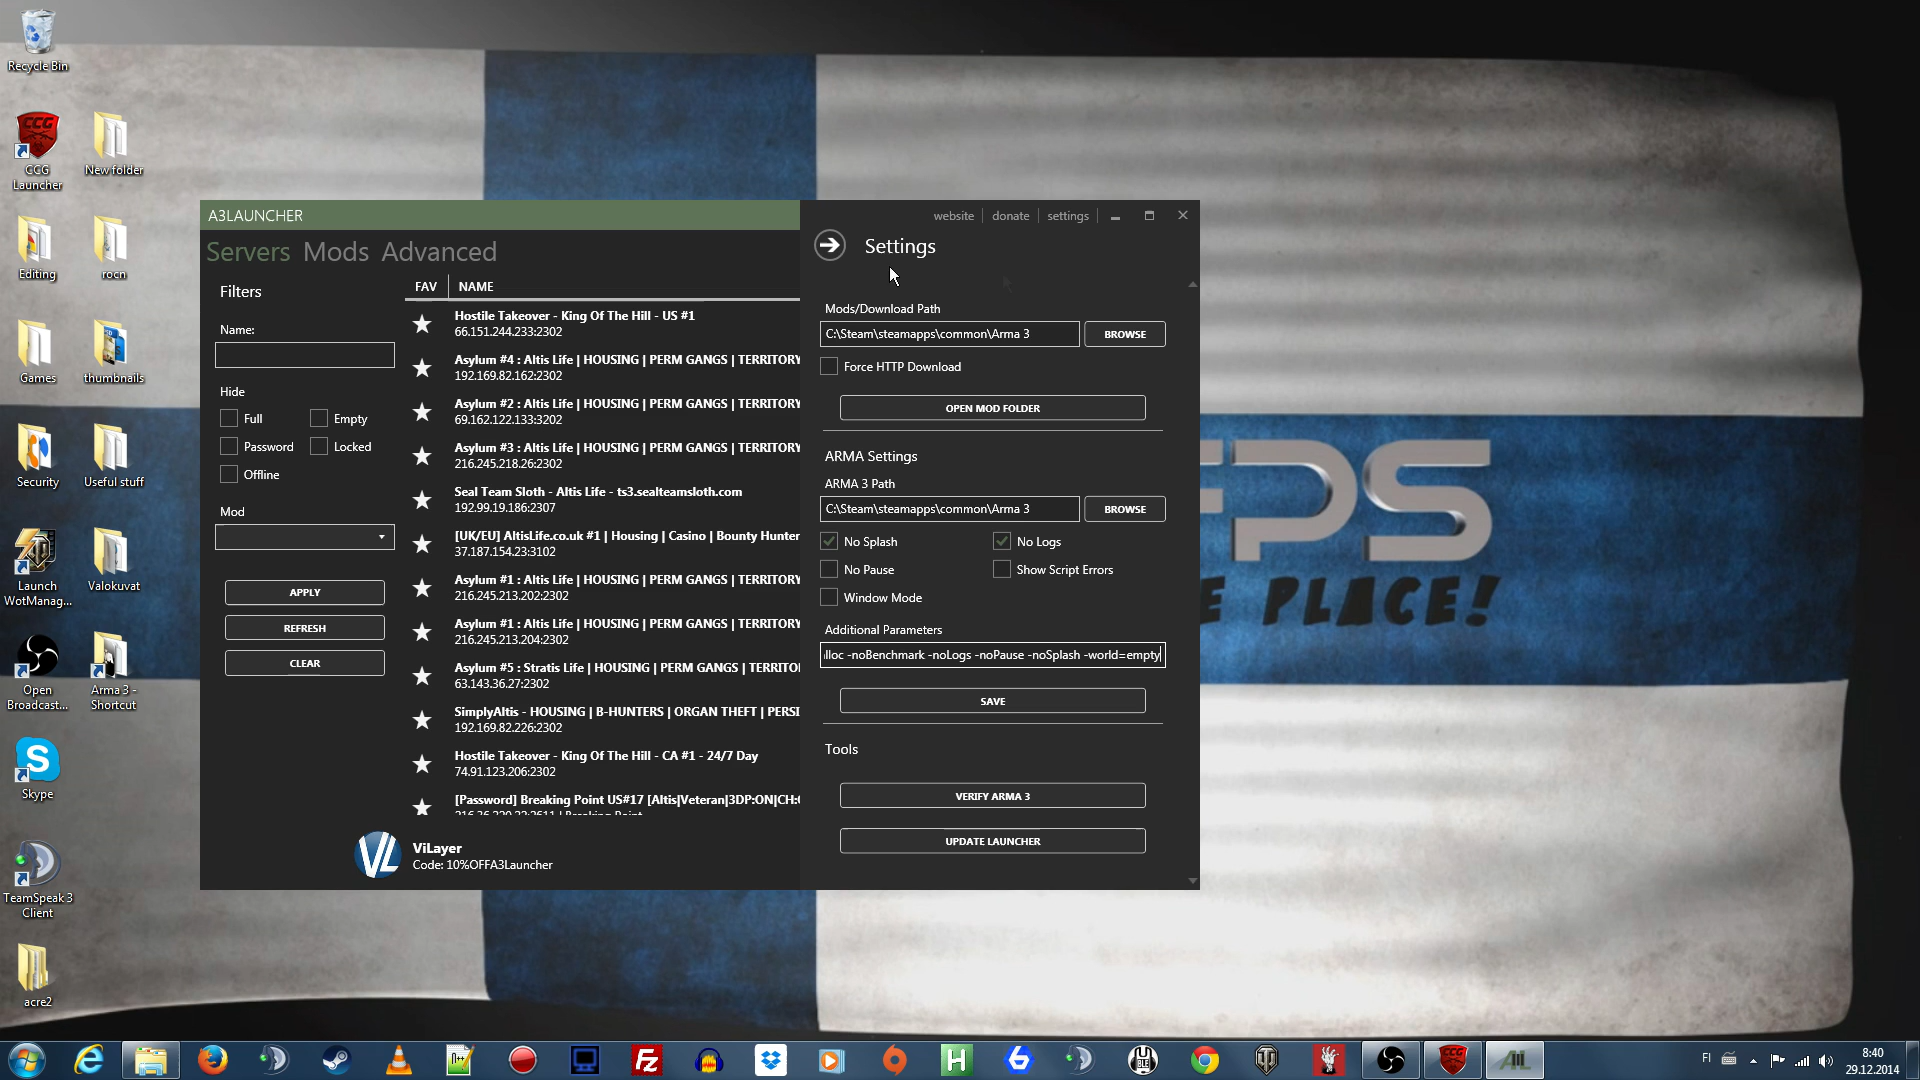 Recycle Bin
CCG
Launcher
New folder
Editing
rocn
Games
thumbnails
Security
Useful stuff
Launch
WotManag...
Valokuvat
Open
Broadcast...
Arma 3 -
Shortcut
Skype
TeamSpeak 3
Client
acre2
A3LAUNCHER
website
donate
settings
Servers Mods Advanced
Filters
Name:
Hide
Full
Empty
Password
Locked
Offline
Mod
APPLY
REFRESH
CLEAR
FAV
NAME
Hostile Takeover - King Of The Hill - US #1
66.151.244.233:2302
Asylum #4 : Altis Life | HOUSING | PERM GANGS | TERRITORY
192.169.82.162:2302
Asylum #2 : Altis Life | HOUSING | PERM GANGS | TERRITORY
69.162.122.133:3202
Asylum #3 : Altis Life | HOUSING | PERM GANGS | TERRITORY
216.245.218.26:2302
Seal Team Sloth - Altis Life - ts3.sealteamsloth.com
192.99.19.186:2307
[UK/EU] AltisLife.co.uk #1 | Housing | Casino | Bounty Hunter
37.187.154.23:3102
Asylum #1 : Altis Life | HOUSING | PERM GANGS | TERRITORY
216.245.213.202:2302
Asylum #1 : Altis Life | HOUSING | PERM GANGS | TERRITORY
216.245.213.204:2302
Asylum #5 : Stratis Life | HOUSING | PERM GANGS | TERRITO
63.143.36.27:2302
SimplyAltis - HOUSING | B-HUNTERS | ORGAN THEFT | PERSI
192.169.82.226:2302
Hostile Takeover - King Of The Hill - CA #1 - 24/7 Day
74.91.123.206:2302
[Password] Breaking Point US#17 [Altis|Veteran|3DP:ON|CH:
ViLayer
Code: 10%OFFA3Launcher
Settings
Mods/Download Path
C:\Steam\steamapps\common\Arma 3
BROWSE
Force HTTP Download
OPEN MOD FOLDER
ARMA Settings
ARMA 3 Path
C:\Steam\steamapps\common\Arma 3
BROWSE
No Splash
No Logs
No Pause
Show Script Errors
Window Mode
Additional Parameters
lloc -noBenchmark -noLogs -noPause -noSplash -world=empty
SAVE
Tools
VERIFY ARMA 3
UPDATE LAUNCHER
FPS
E PLACE!
FI
8:40
29.12.2014